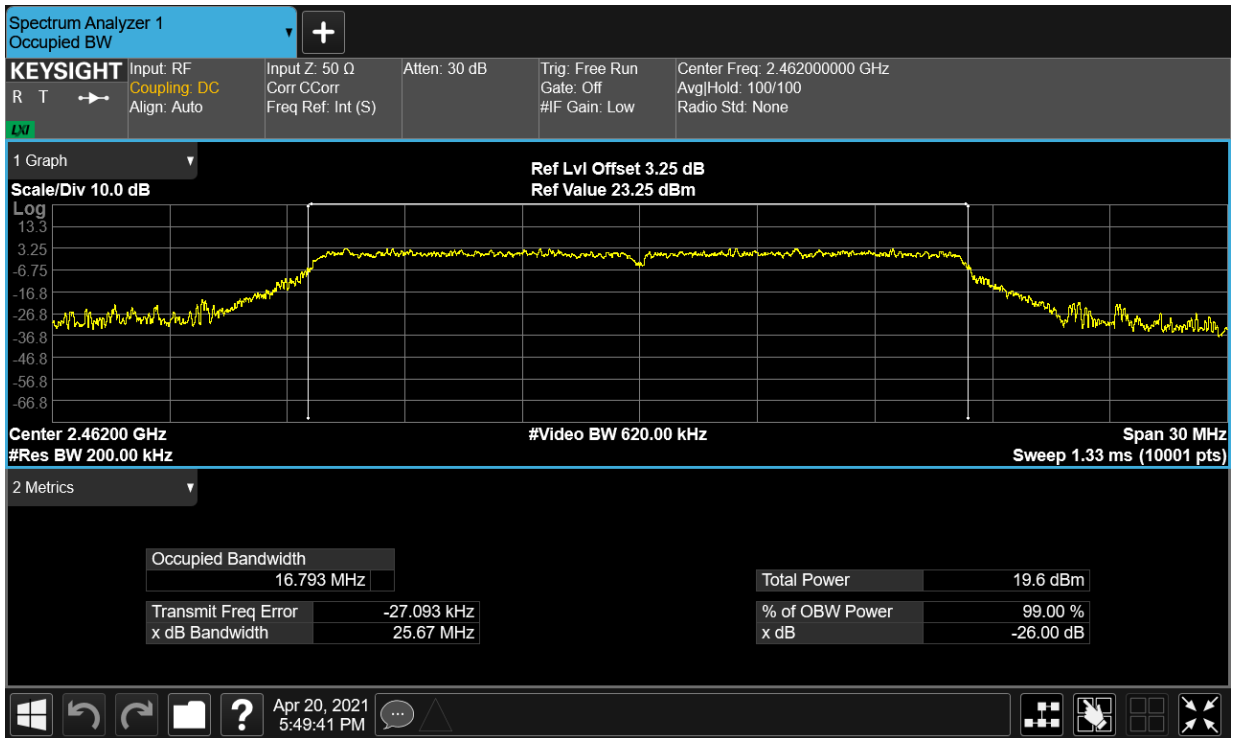 Spectrum Analyzer 1
Occupied BW
▼
+
KEYSIGHT
R T
LXI
Input: RF
Coupling: DC
Align: Auto
Input Z: 50 Ω
Corr CCorr
Freq Ref: Int (S)
Atten: 30 dB
Trig: Free Run
Gate: Off
#IF Gain: Low
Center Freq: 2.462000000 GHz
Avg|Hold: 100/100
Radio Std: None
1 Graph ▼
Ref Lvl Offset 3.25 dB
Scale/Div 10.0 dB
Ref Value 23.25 dBm
Log
13.3
3.25
-6.75
-16.8
-26.8
-36.8
-46.8
-56.8
-66.8
Center 2.46200 GHz
#Video BW 620.00 kHz
Span 30 MHz
#Res BW 200.00 kHz
Sweep 1.33 ms (10001 pts)
2 Metrics ▼
Occupied Bandwidth
16.793 MHz
Total Power 19.6 dBm
Transmit Freq Error -27.093 kHz
% of OBW Power 99.00 %
x dB Bandwidth 25.67 MHz
x dB -26.00 dB
?
Apr 20, 2021
5:49:41 PM